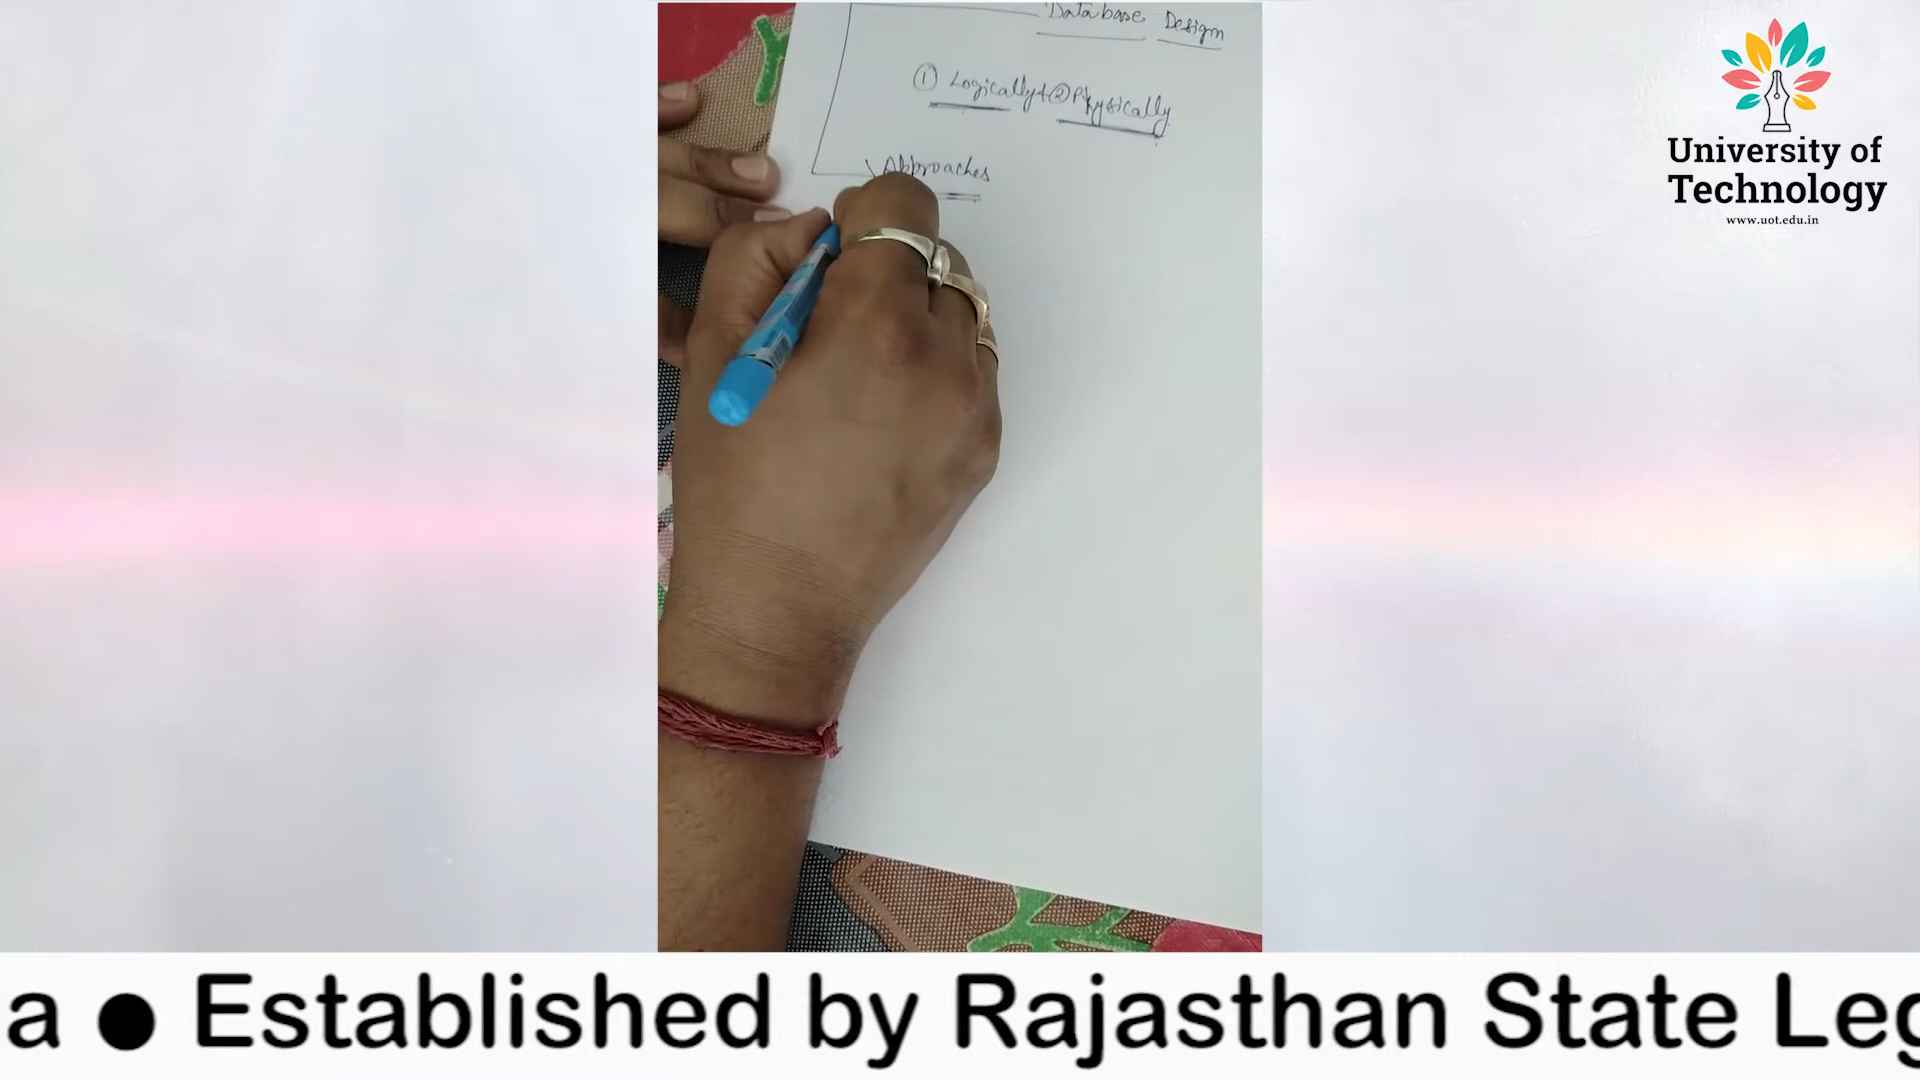 Database Design
① Logically + ② Physically
Approaches
University of
Technology
www.uot.edu.in
a ● Established by Rajasthan State Leg